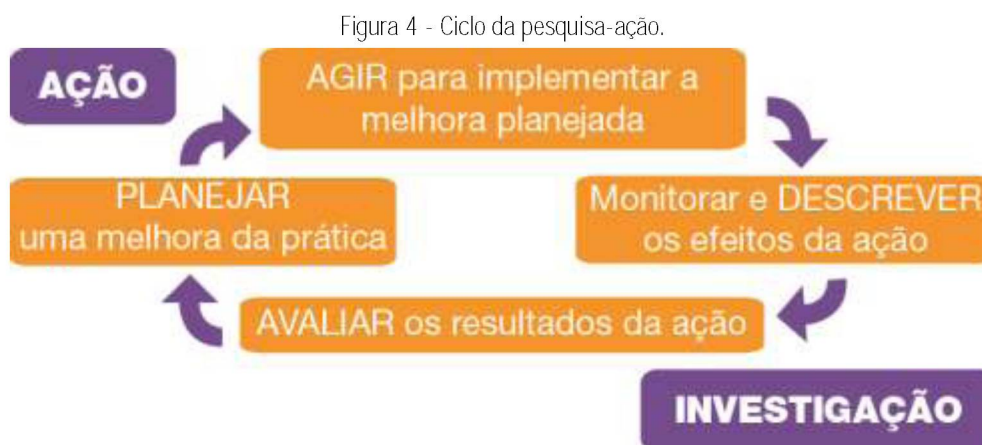 Figura 4 - Ciclo da pesquisa-ação.
AÇÃO
AGIR para implementar a
melhora planejada
PLANEJAR
uma melhora da prática
Monitorar e DESCREVER
os efeitos da ação
AVALIAR os resultados da ação
INVESTIGAÇÃO